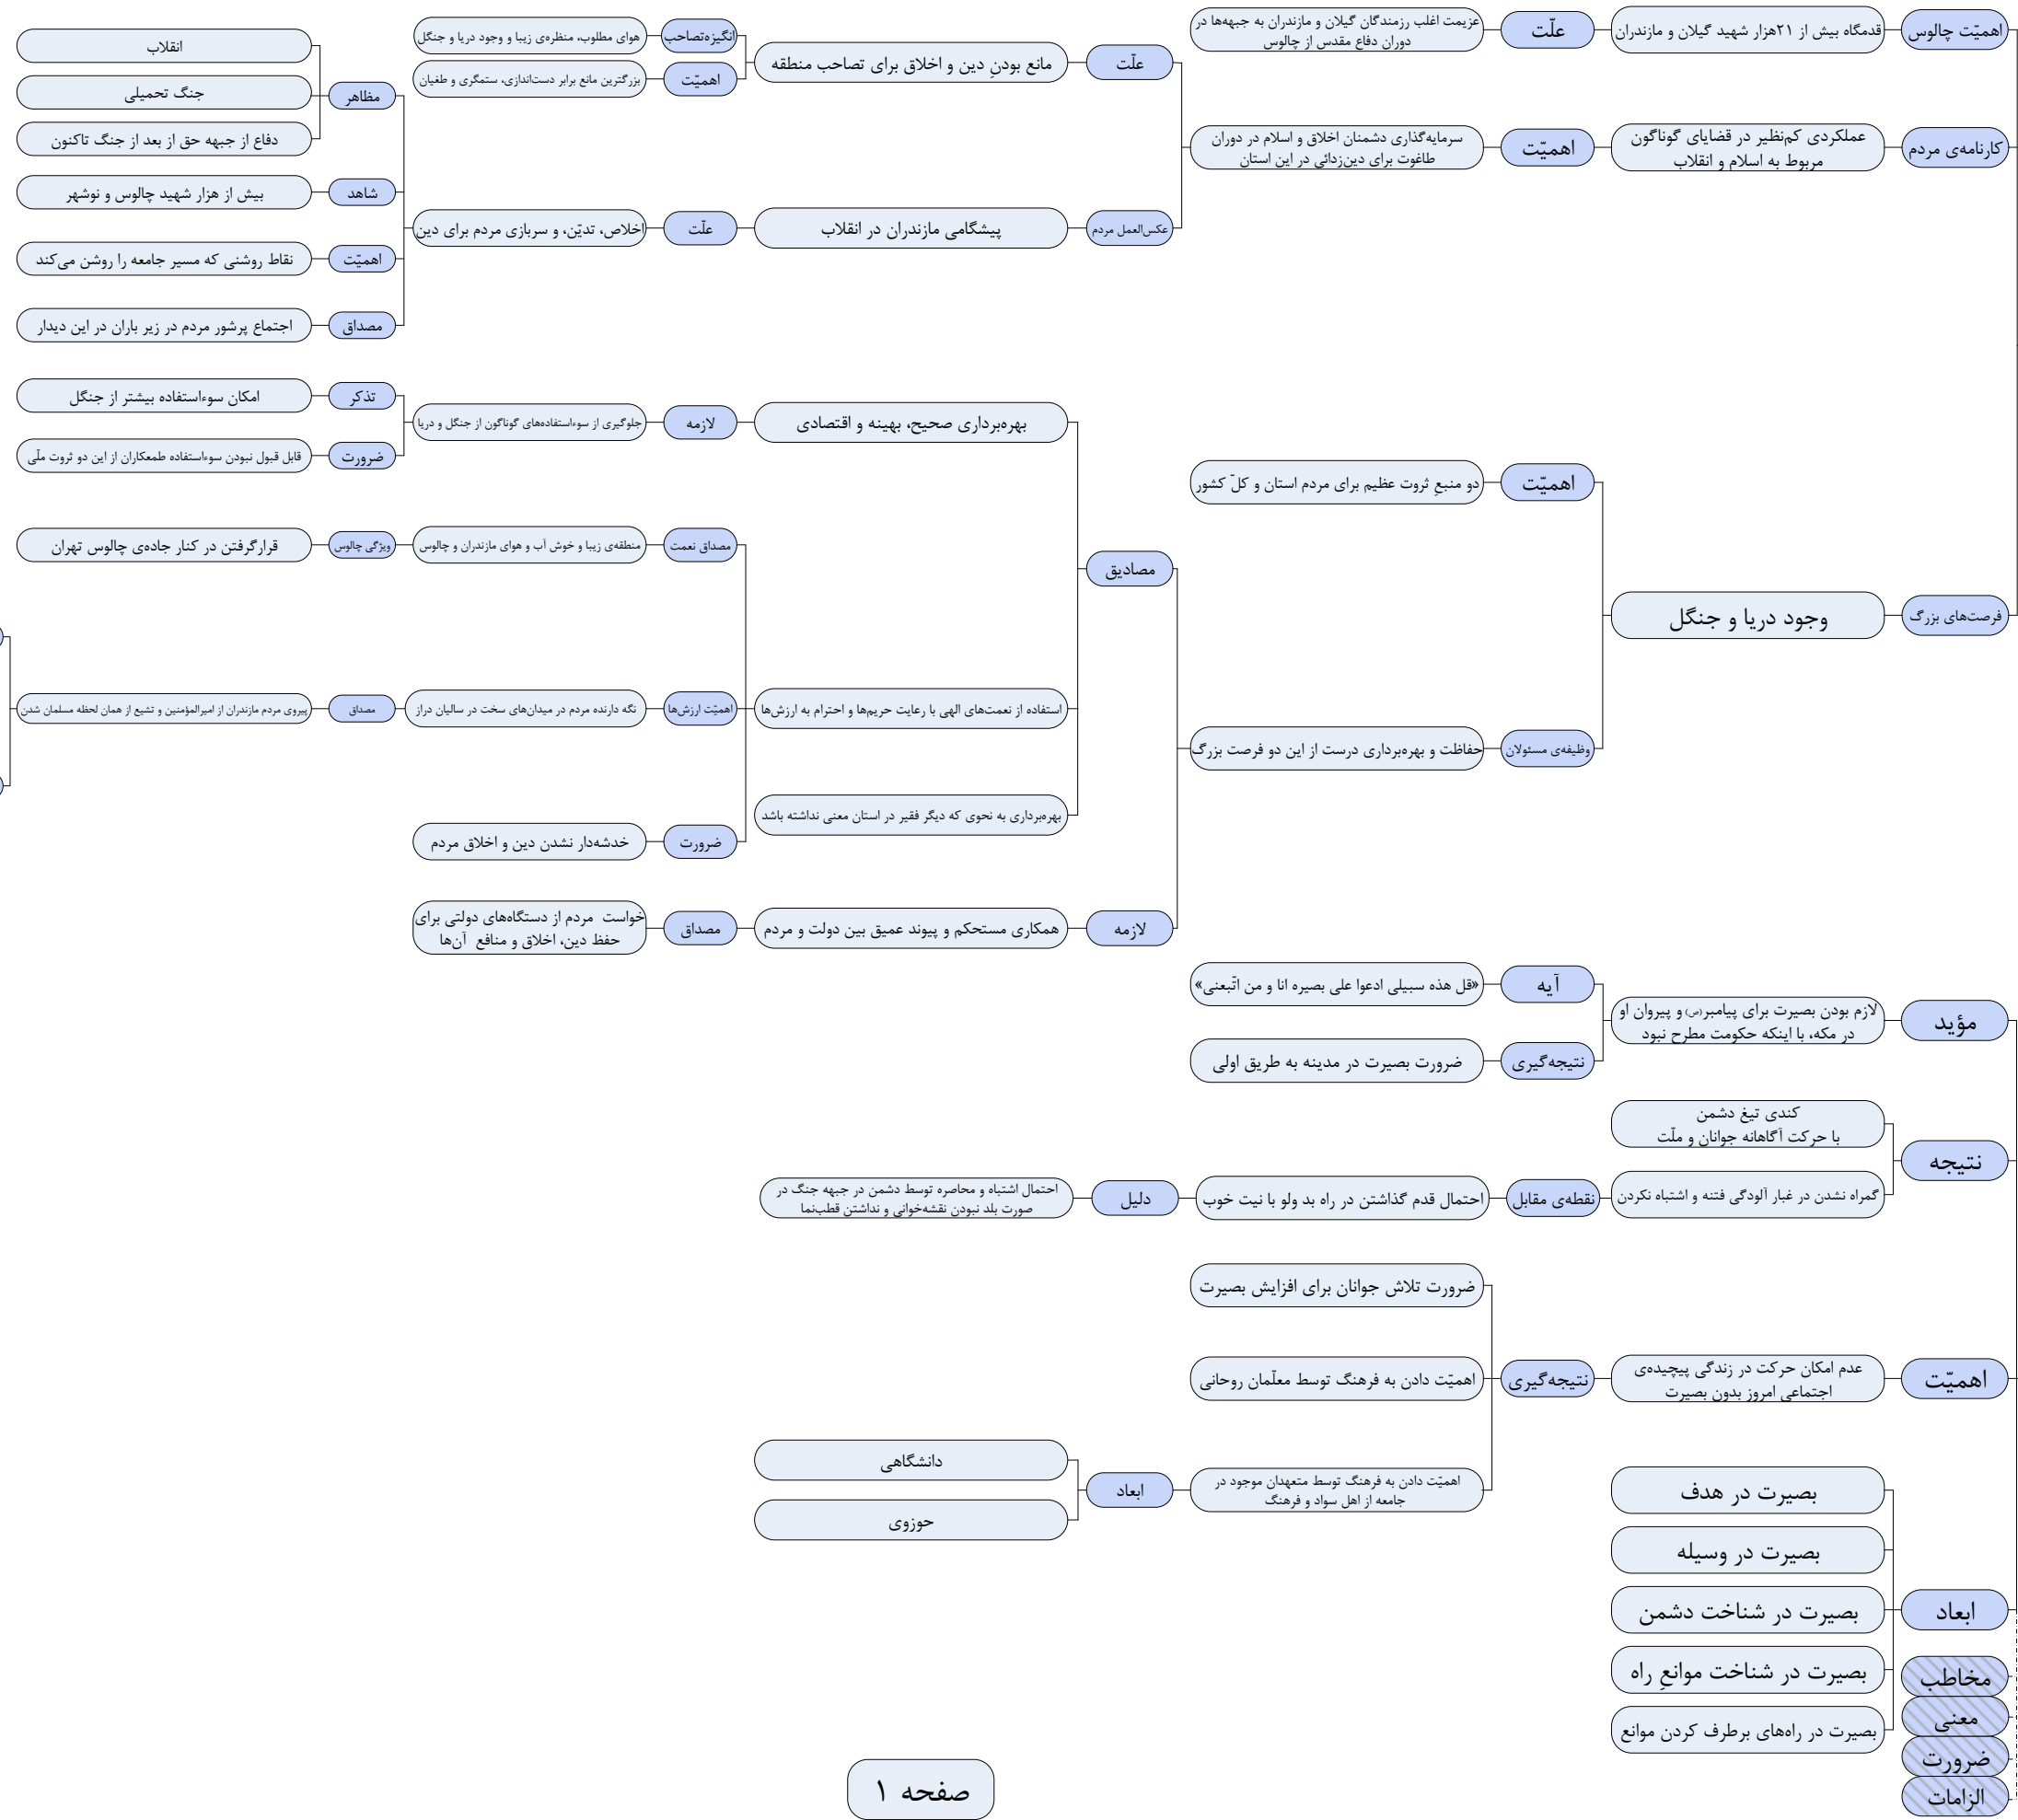 اهمیّت چالوس
قدمگاه بیش از ۲۱هزار شهید گیلان و مازندران
علّت
عزیمت اغلب رزمندگان گیلان و مازندران به جبهه‌ها در
دوران دفاع مقدس از چالوس
کارنامه‌ی مردم
عملکردی کم‌نظیر در قضایای گوناگون
مربوط به اسلام و انقلاب
اهمیّت
سرمایه‌گذاری دشمنان اخلاق و اسلام در دوران
طاغوت برای دین‌زدائی در این استان
علّت
مانع بودنِ دین و اخلاق برای تصاحب منطقه
انگیزه‌تصاحب
هوای مطلوب، منظره‌ی زیبا و وجود دریا و جنگل
اهمیّت
بزرگترین مانع برابر دست‌اندازی، ستمگری و طغیان
عکس‌العمل مردم
پیشگامی مازندران در انقلاب
علّت
اخلاص، تدیّن، و سربازی مردم برای دین
مظاهر
انقلاب
جنگ تحمیلی
دفاع از جبهه حق از بعد از جنگ تاکنون
شاهد
بیش از هزار شهید چالوس و نوشهر
اهمیّت
نقاط روشنی که مسیر جامعه را روشن می‌کند
مصداق
اجتماع پرشور مردم در زیر باران در این دیدار
فرصت‌های بزرگ
وجود دریا و جنگل
اهمیّت
دو منبعِ ثروت عظیم برای مردم استان و کلّ کشور
وظیفه‌ی مسئولان
حفاظت و بهره‌برداری درست از این دو فرصت بزرگ
مصادیق
بهره‌برداری صحیح، بهینه و اقتصادی
لازمه
جلوگیری از سوءاستفاده‌های گوناگون از جنگل و دریا
تذکر
امکان سوءاستفاده بیشتر از جنگل
ضرورت
قابل قبول نبودن سوءاستفاده طمعکاران از این دو ثروت ملّی
استفاده از نعمت‌های الهی با رعایت حریم‌ها و احترام به ارزش‌ها
مصداق نعمت
منطقه‌ی زیبا و خوش آب و هوای مازندران و چالوس
ویژگی چالوس
قرارگرفتن در کنار جاده‌ی چالوس تهران
اهمیّت ارزش‌ها
نگه دارنده مردم در میدان‌های سخت در سالیان دراز
مصداق
پیروی مردم مازندران از امیرالمؤمنین و تشیع از همان لحظه مسلمان شدن
ضرورت
خدشه‌دار نشدن دین و اخلاق مردم
بهره‌برداری به نحوی که دیگر فقیر در استان معنی نداشته باشد
لازمه
همکاری مستحکم و پیوند عمیق بین دولت و مردم
مصداق
خواست مردم از دستگاه‌های دولتی برای
حفظ دین، اخلاق و منافع آن‌ها
مؤید
لازم بودن بصیرت برای پیامبر(ص) و پیروان او
در مکه، با اینکه حکومت مطرح نبود
آیه
«قل هذه سبیلی ادعوا علی بصیره انا و من اتّبعنی»
نتیجه‌گیری
ضرورت بصیرت در مدینه به طریق اولی
نتیجه
کندی تیغ دشمن
با حرکت آگاهانه جوانان و ملّت
گمراه نشدن در غبار آلودگی فتنه و اشتباه نکردن
نقطه‌ی مقابل
احتمال قدم گذاشتن در راه بد ولو با نیت خوب
دلیل
احتمال اشتباه و محاصره توسط دشمن در جبهه جنگ در
صورت بلد نبودن نقشه‌خوانی و نداشتن قطب‌نما
اهمیّت
عدم امکان حرکت در زندگی پیچیده‌ی
اجتماعی امروز بدون بصیرت
نتیجه‌گیری
ضرورت تلاش جوانان برای افزایش بصیرت
اهمیّت دادن به فرهنگ توسط معلّمان روحانی
اهمیّت دادن به فرهنگ توسط متعهدان موجود در
جامعه از اهل سواد و فرهنگ
ابعاد
دانشگاهی
حوزوی
ابعاد
بصیرت در هدف
بصیرت در وسیله
بصیرت در شناخت دشمن
بصیرت در شناخت موانعِ راه
بصیرت در راه‌های برطرف کردن موانع
مخاطب
معنی
ضرورت
الزامات
صفحه ۱